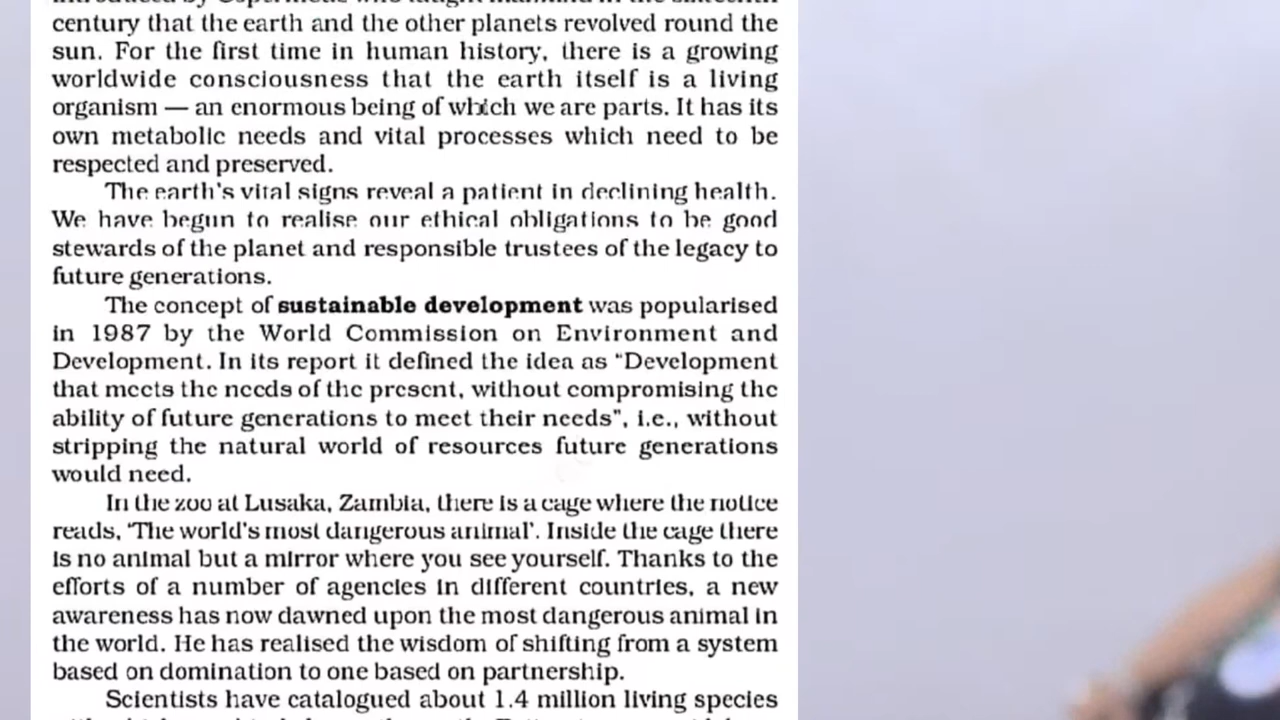 century that the earth and the other planets revolved round the
sun. For the first time in human history, there is a growing
worldwide consciousness that the earth itself is a living
organism — an enormous being of which we are parts. It has its
own metabolic needs and vital processes which need to be
respected and preserved.
The earth's vital signs reveal a patient in declining health.
We have begun to realise our ethical obligations to be good
stewards of the planet and responsible trustees of the legacy to
future generations.
The concept of sustainable development was popularised
in 1987 by the World Commission on Environment and
Development. In its report it defined the idea as "Development
that meets the needs of the present, without compromising the
ability of future generations to meet their needs", i.e., without
stripping the natural world of resources future generations
would need.
In the zoo at Lusaka, Zambia, there is a cage where the notice
reads, 'The world's most dangerous animal'. Inside the cage there
is no animal but a mirror where you see yourself. Thanks to the
efforts of a number of agencies in different countries, a new
awareness has now dawned upon the most dangerous animal in
the world. He has realised the wisdom of shifting from a system
based on domination to one based on partnership.
Scientists have catalogued about 1.4 million living species